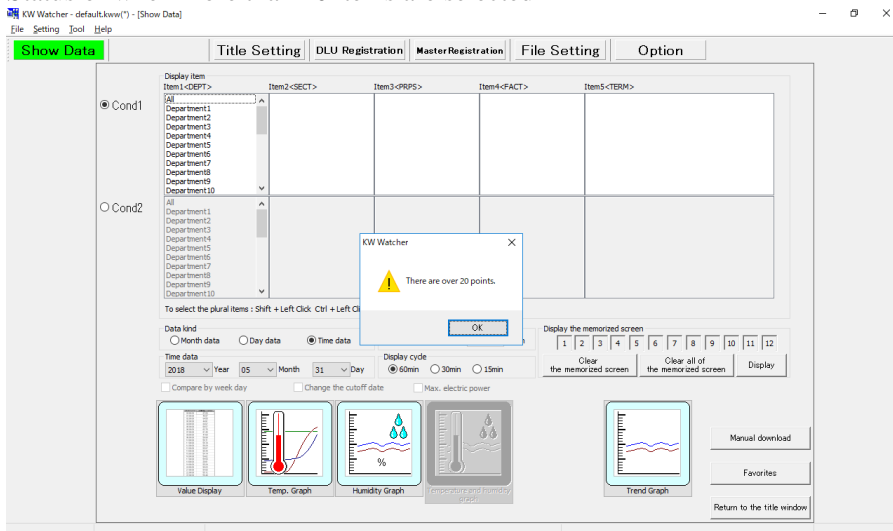 KW Watcher - default.kww(*) - [Show Data]
File Setting Tool Help
Show Data Title Setting DLU Registration Master Registration File Setting Option
Display item
Item1<DEPT> Item2<SECT> Item3<PRPS> Item4<FACT> Item5<TERM>
Cond1
All
Department1
Department2
Department3
Department4
Department5
Department6
Department7
Department8
Department9
Department10
Cond2
All
Department1
Department2
Department3
Department4
Department5
Department6
Department7
Department8
Department9
Department10
KW Watcher
There are over 20 points.
OK
To select the plural items : Shift + Left Click Ctrl + Left Cli
Data kind
Month data Day data Time data
Display the memorized screen
1 2 3 4 5 6 7 8 9 10 11 12
Clear
the memorized screen
Clear all of
the memorized screen
Display
Time data
2018 Year 05 Month 31 Day
Display cycle
60min 30min 15min
Compare by week day Change the cutoff date Max. electric power
%
Value Display Temp. Graph Humidity Graph Temperature and Humidity
Graph
Trend Graph
Manual download
Favorites
Return to the title window